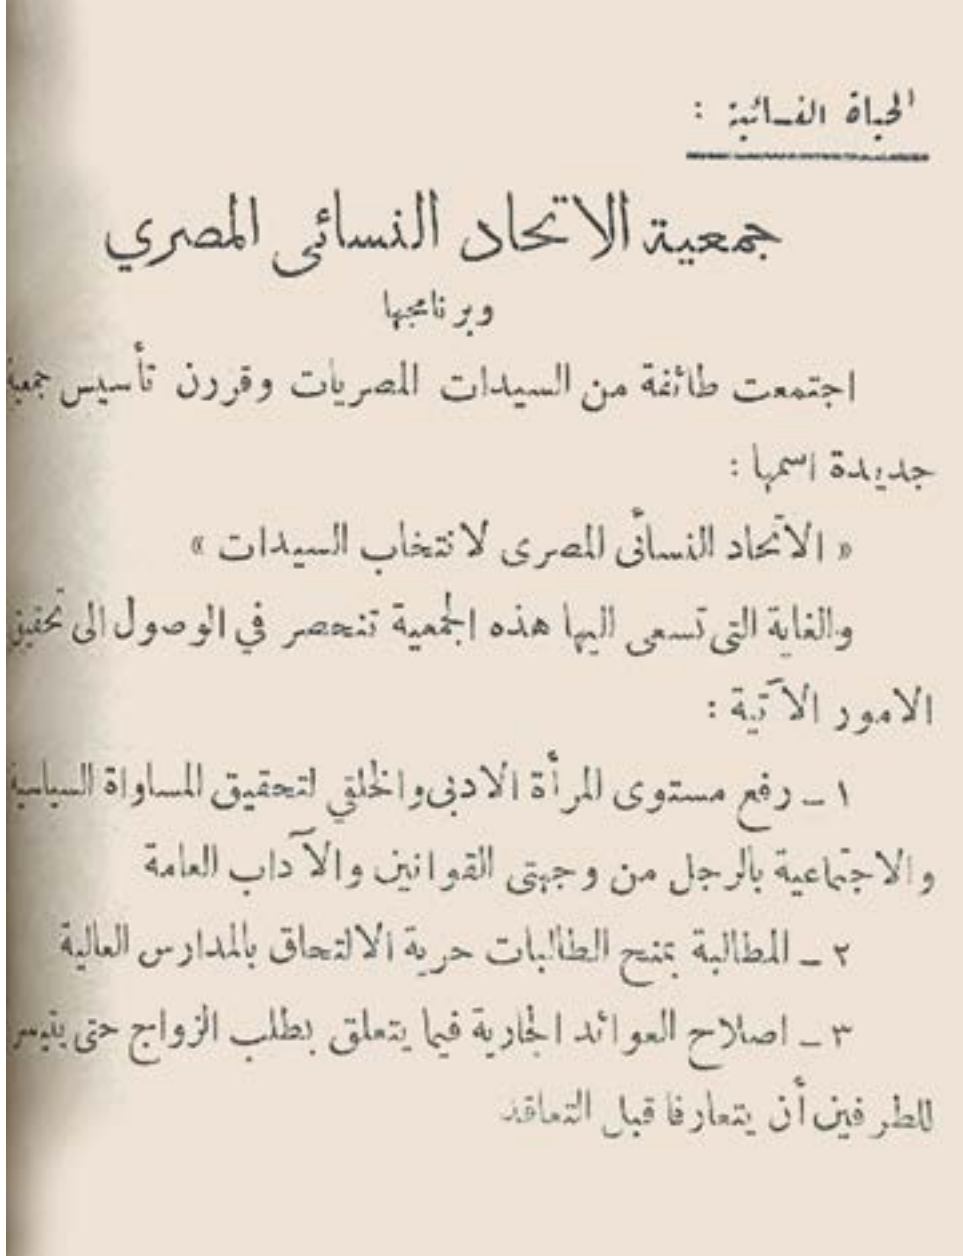 الحياة النسائية :
جمعية الاتحاد النسائى المصري
وبرنامجها
اجتمعت طائفة من السيدات المصريات وقررن تأسيس جمعية
جديدة اسمها :
« الاتحاد النسائى المصرى لانتخاب السيدات »
والغاية التى تسعى اليها هذه الجمعية تنحصر في الوصول الى تحقيق
الامور الآتية :
١ ـ رفع مستوى المرأة الادبى والخلقي لتحقيق المساواة السياسية
والاجتماعية بالرجل من وجهتى القوانين والآداب العامة
٢ ـ المطالبة بمنح الطالبات حرية الالتحاق بالمدارس العالية
٣ ـ اصلاح العوائد الجارية فيما يتعلق بطلب الزواج حتى يتيسر
للطرفين أن يتعارفا قبل التعاقد